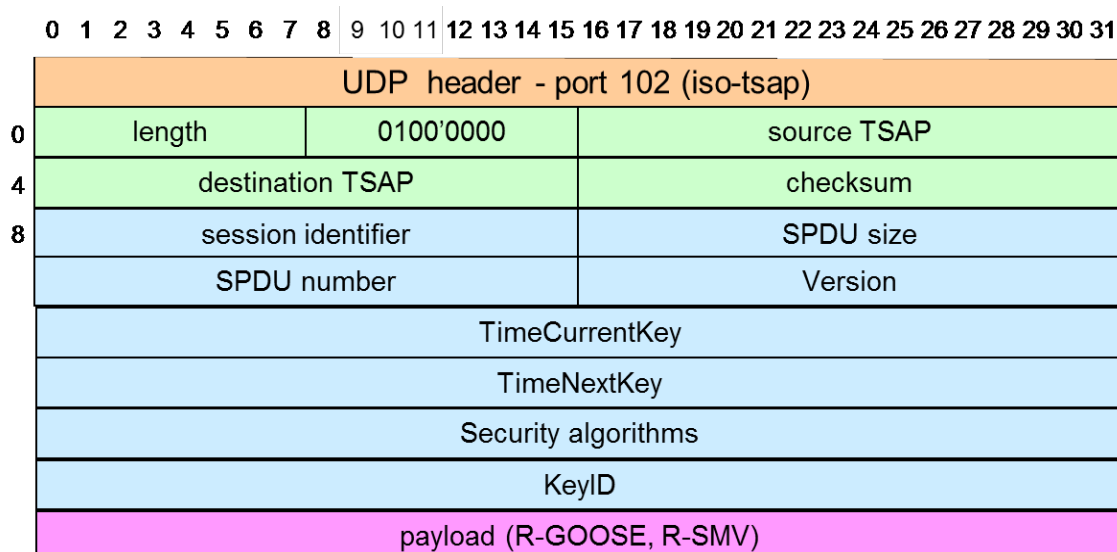 0 1 2 3 4 5 6 7 8 9 10 11 12 13 14 15 16 17 18 19 20 21 22 23 24 25 26 27 28 29 30 31
UDP header - port 102 (iso-tsap)
0 length 0100'0000 source TSAP
4 destination TSAP checksum
8 session identifier SPDU size
SPDU number Version
TimeCurrentKey
TimeNextKey
Security algorithms
KeyID
payload (R-GOOSE, R-SMV)